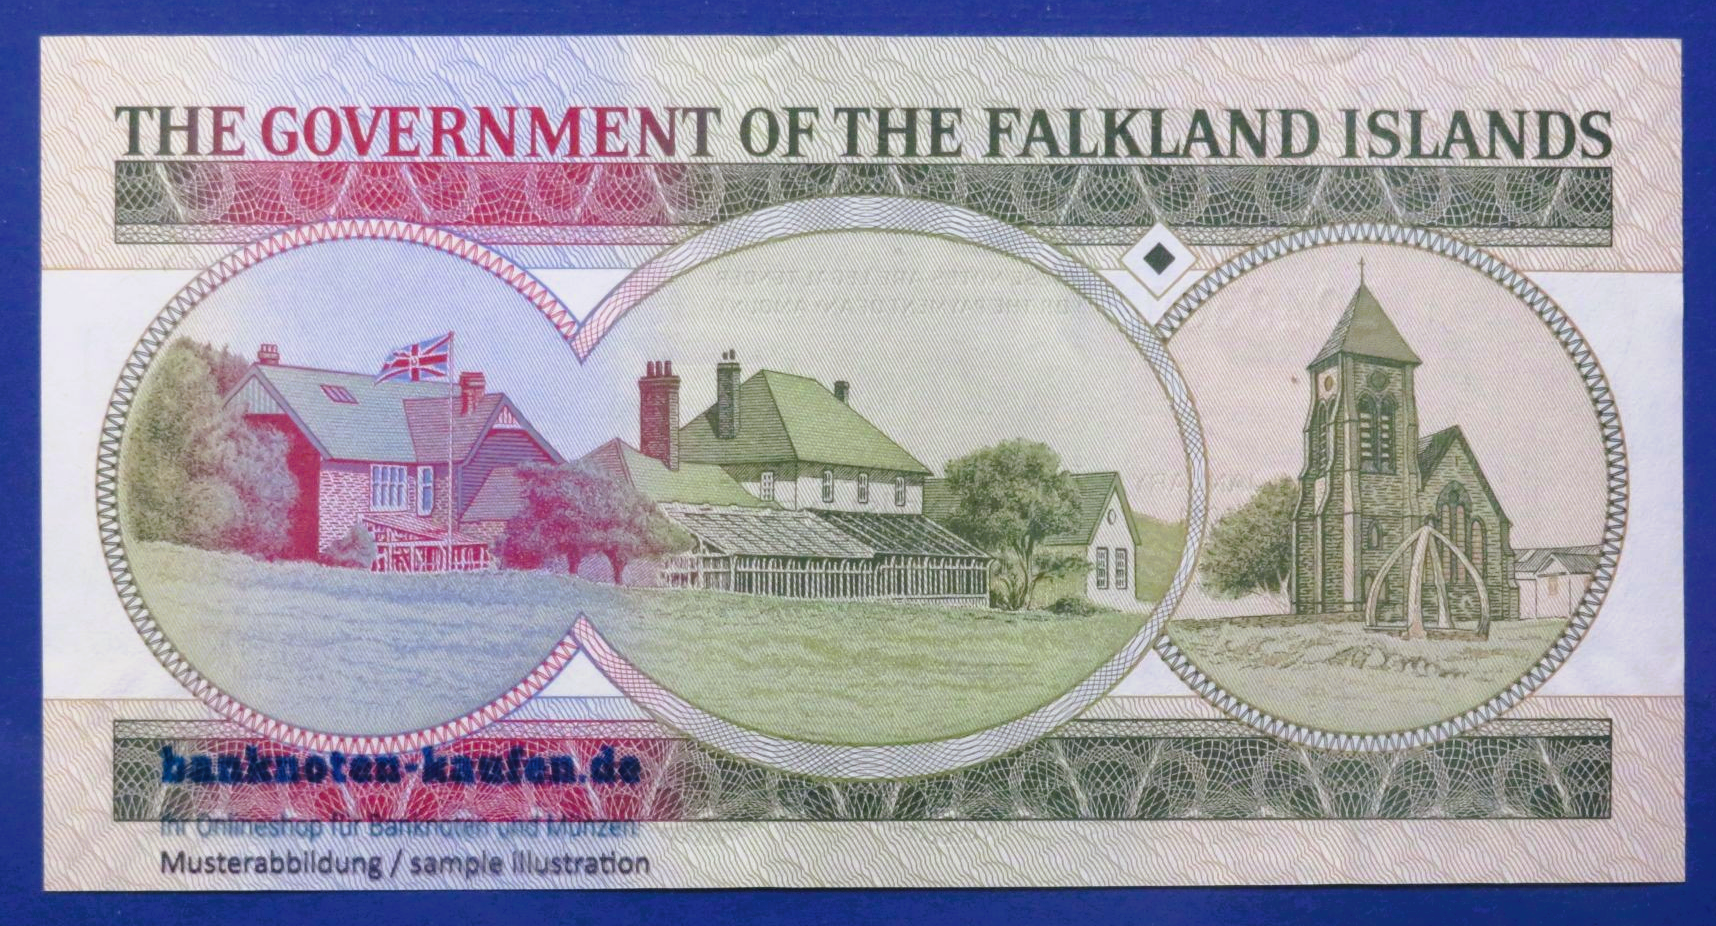 THE GOVERNMENT OF THE FALKLAND ISLANDS
banknoten-kaufen.de
Ihr Onlineshop für Banknoten und Münzen!
Musterabbildung / sample illustration